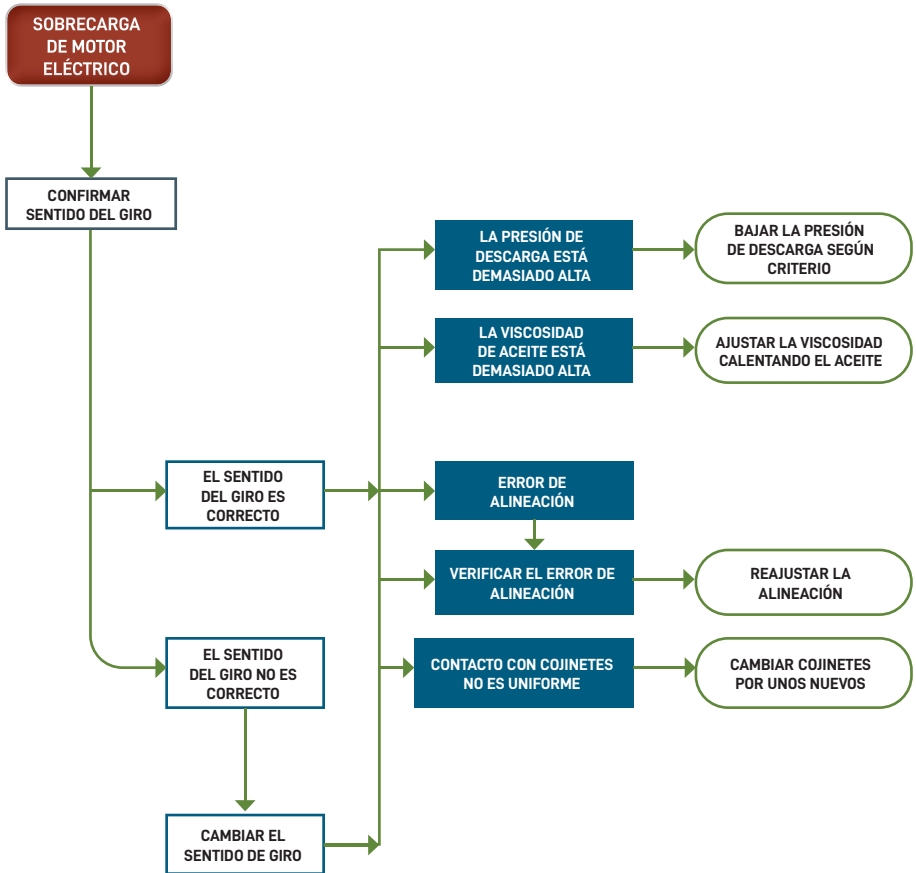 SOBRECARGA
DE MOTOR
ELÉCTRICO
CONFIRMAR
SENTIDO DEL GIRO
LA PRESIÓN DE
DESCARGA ESTÁ
DEMASIADO ALTA
BAJAR LA PRESIÓN
DE DESCARGA SEGÚN
CRITERIO
LA VISCOSIDAD
DE ACEITE ESTÁ
DEMASIADO ALTA
AJUSTAR LA VISCOSIDAD
CALENTANDO EL ACEITE
EL SENTIDO
DEL GIRO ES
CORRECTO
ERROR DE
ALINEACIÓN
VERIFICAR EL ERROR DE
ALINEACIÓN
REAJUSTAR LA
ALINEACIÓN
EL SENTIDO
DEL GIRO NO ES
CORRECTO
CONTACTO CON COJINETES
NO ES UNIFORME
CAMBIAR COJINETES
POR UNOS NUEVOS
CAMBIAR EL
SENTIDO DE GIRO